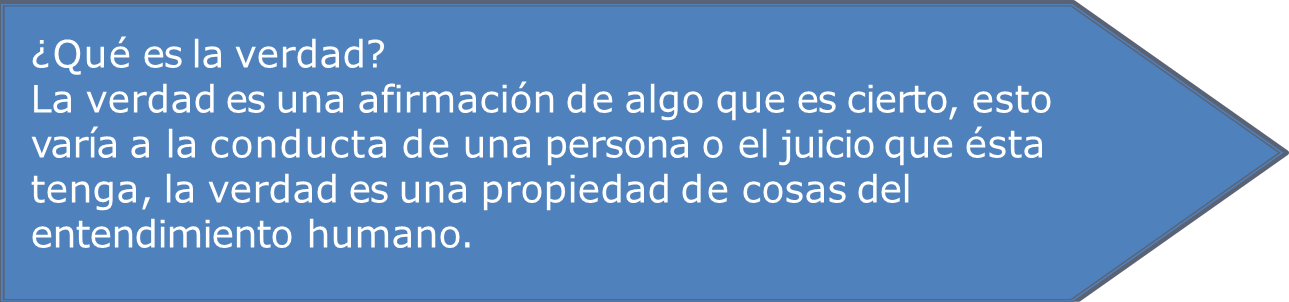 ¿Qué es la verdad?
La verdad es una afirmación de algo que es cierto, esto
varía a la conducta de una persona o el juicio que ésta
tenga, la verdad es una propiedad de cosas del
entendimiento humano.